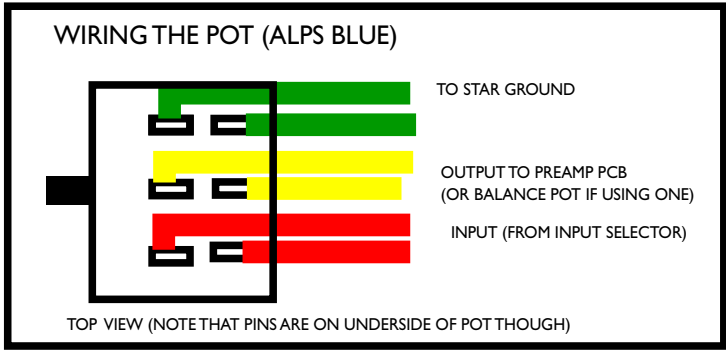 WIRING THE POT (ALPS BLUE)
TO STAR GROUND
OUTPUT TO PREAMP PCB
(OR BALANCE POT IF USING ONE)
INPUT (FROM INPUT SELECTOR)
TOP VIEW (NOTE THAT PINS ARE ON UNDERSIDE OF POT THOUGH)